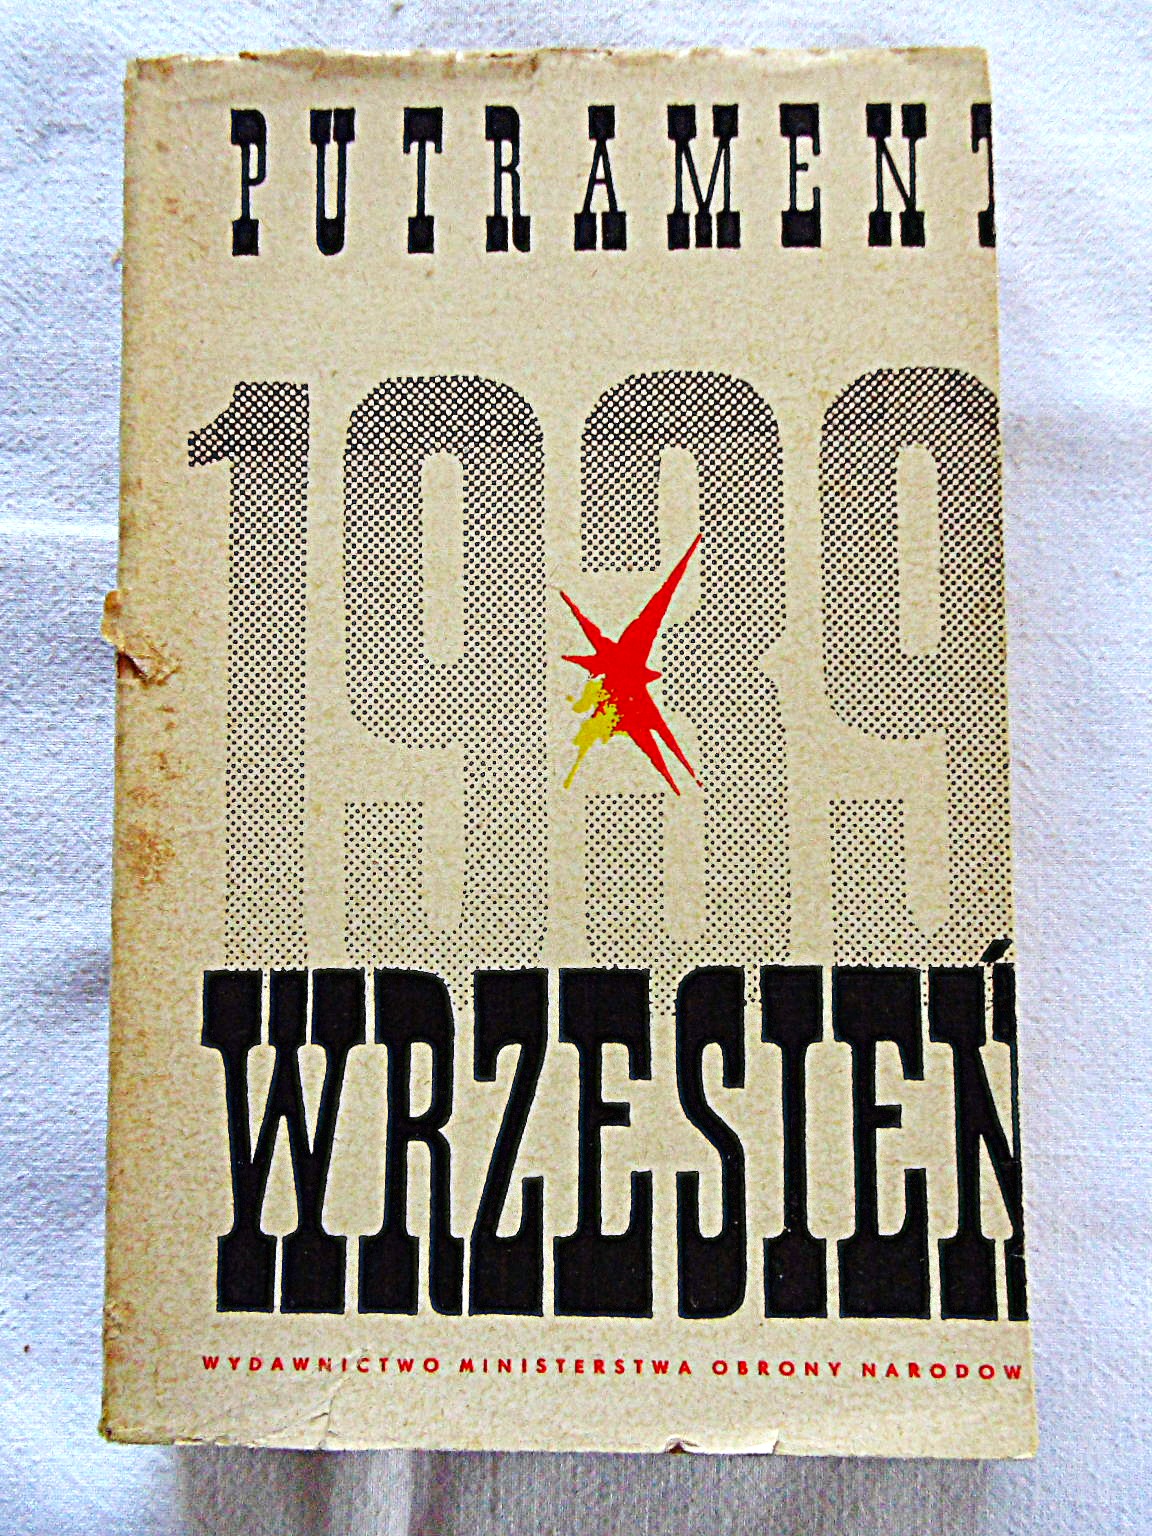 PUTRAMENT
1939
WRZESIEŃ
WYDAWNICTWO MINISTERSTWA OBRONY NARODOW